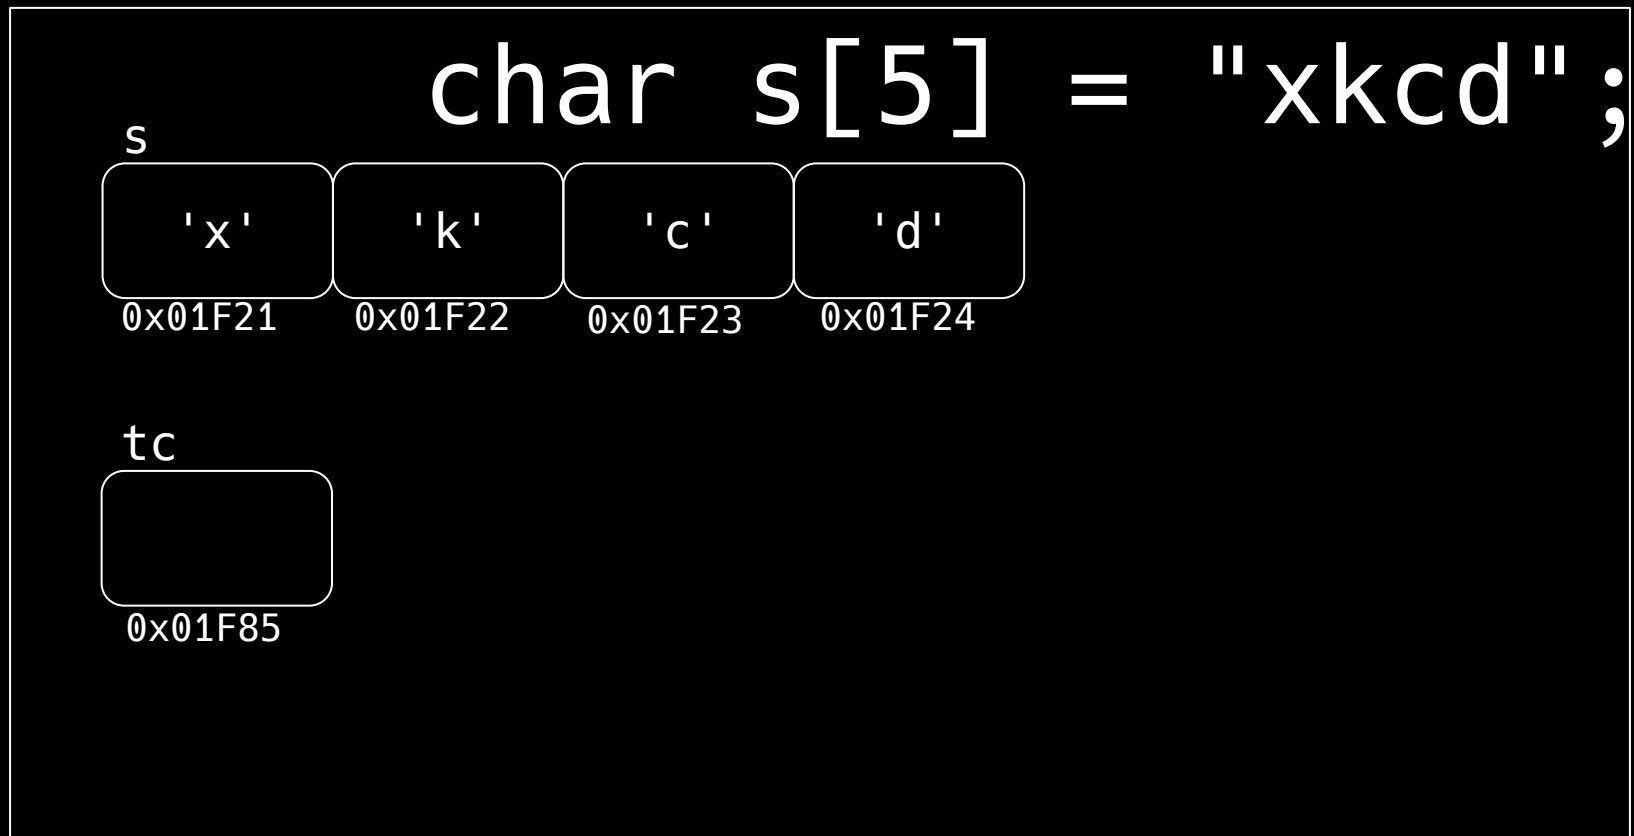 char s[5] = "xkcd";
s
'x' 'k' 'c' 'd'
0x01F21 0x01F22 0x01F23 0x01F24
tc
0x01F85